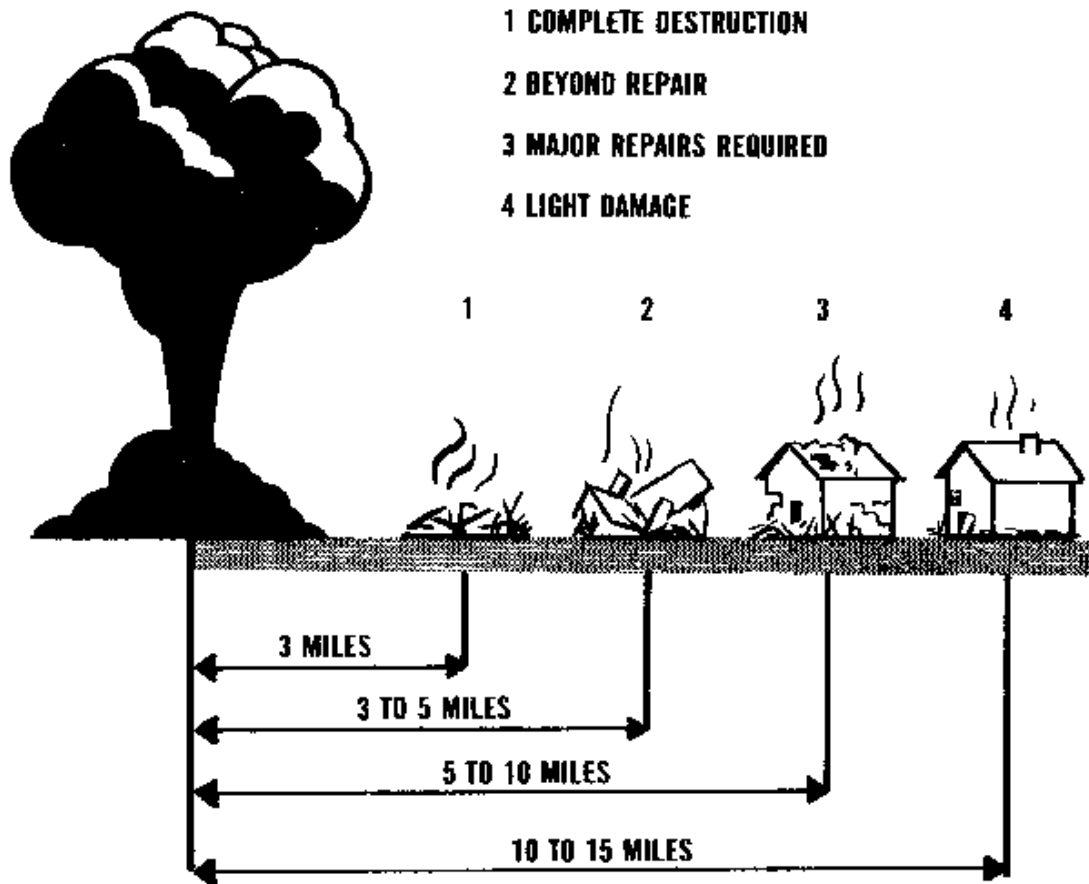 1 COMPLETE DESTRUCTION
2 BEYOND REPAIR
3 MAJOR REPAIRS REQUIRED
4 LIGHT DAMAGE
1 2 3 4
3 MILES
3 TO 5 MILES
5 TO 10 MILES
10 TO 15 MILES